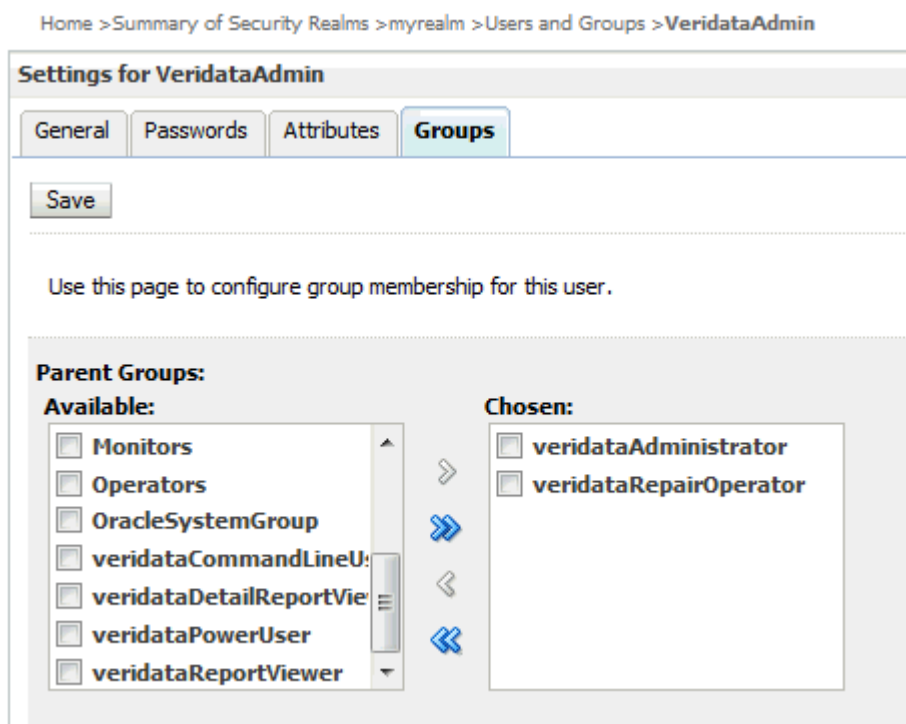 Home >Summary of Security Realms >myrealm >Users and Groups >VeridataAdmin
Settings for VeridataAdmin
General Passwords Attributes Groups
Save
Use this page to configure group membership for this user.
Parent Groups:
Available:
Monitors
Operators
OracleSystemGroup
veridataCommandLineU
veridataDetailReportVie
veridataPowerUser
veridataReportViewer
Chosen:
veridataAdministrator
veridataRepairOperator